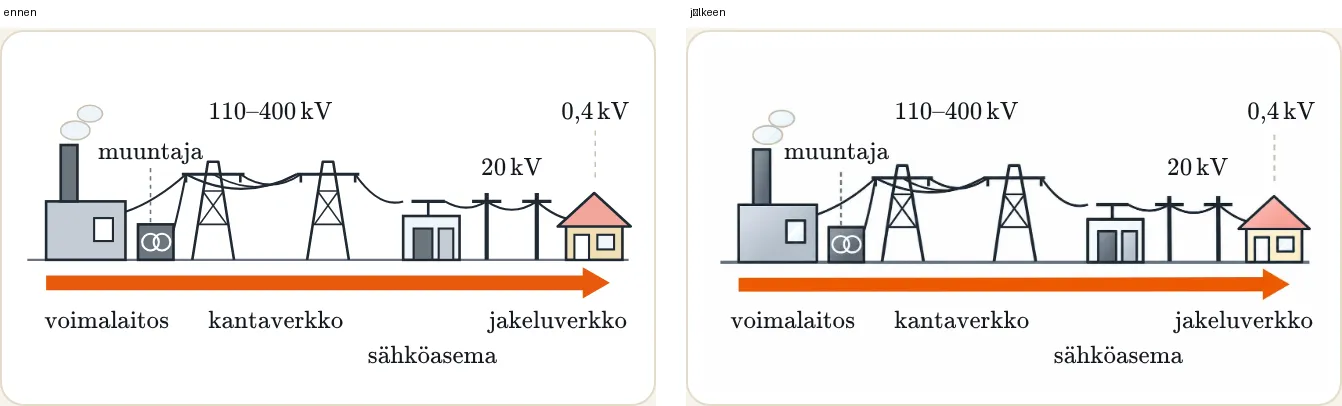 ennen
110–400 kV
0,4 kV
muuntaja
20 kV
voimalaitos
kantaverkko
jakeluverkko
sähköasema
j▯lkeen
110–400 kV
0,4 kV
muuntaja
20 kV
voimalaitos
kantaverkko
jakeluverkko
sähköasema